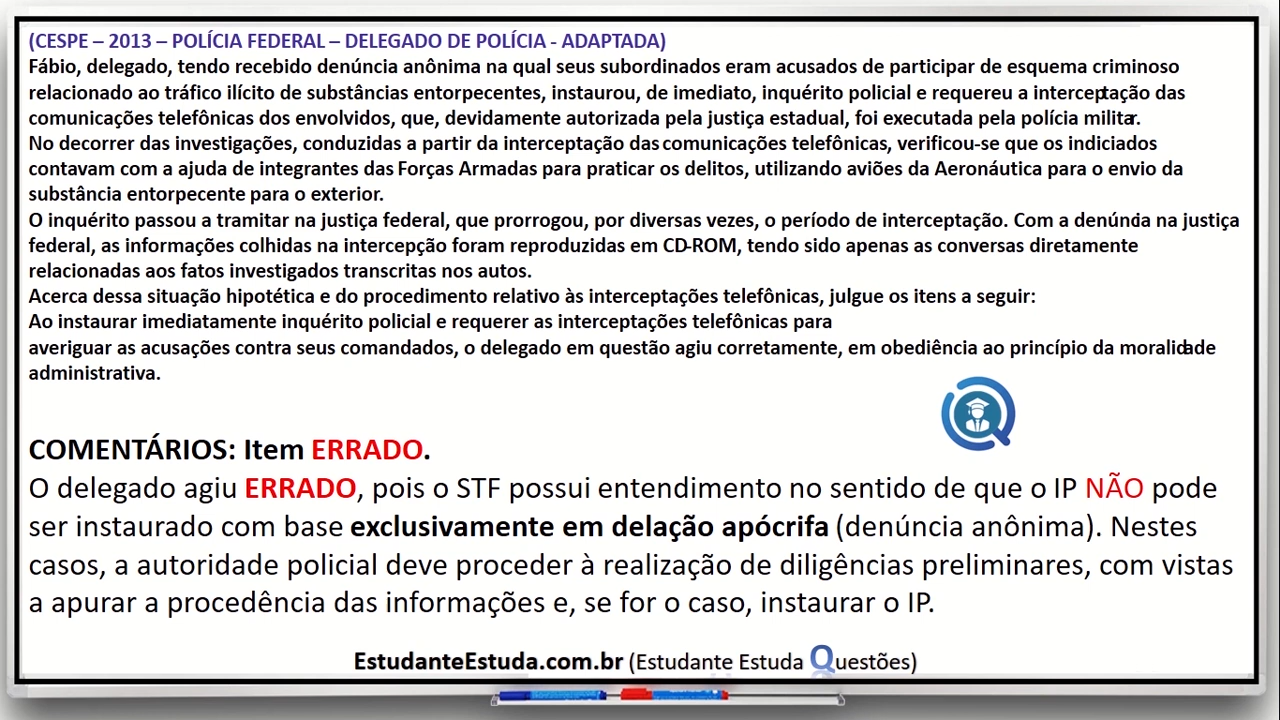 (CESPE – 2013 – POLÍCIA FEDERAL – DELEGADO DE POLÍCIA - ADAPTADA)
Fábio, delegado, tendo recebido denúncia anônima na qual seus subordinados eram acusados de participar de esquema criminoso
relacionado ao tráfico ilícito de substâncias entorpecentes, instaurou, de imediato, inquérito policial e requereu a interceptação das
comunicações telefônicas dos envolvidos, que, devidamente autorizada pela justiça estadual, foi executada pela polícia militar.
No decorrer das investigações, conduzidas a partir da interceptação das comunicações telefônicas, verificou-se que os indiciados
contavam com a ajuda de integrantes das Forças Armadas para praticar os delitos, utilizando aviões da Aeronáutica para o envio da
substância entorpecente para o exterior.
O inquérito passou a tramitar na justiça federal, que prorrogou, por diversas vezes, o período de interceptação. Com a denúncia na justiça
federal, as informações colhidas na intercepção foram reproduzidas em CD-ROM, tendo sido apenas as conversas diretamente
relacionadas aos fatos investigados transcritas nos autos.
Acerca dessa situação hipotética e do procedimento relativo às interceptações telefônicas, julgue os itens a seguir:
Ao instaurar imediatamente inquérito policial e requerer as interceptações telefônicas para
averiguar as acusações contra seus comandados, o delegado em questão agiu corretamente, em obediência ao princípio da moralidade
administrativa.
COMENTÁRIOS: Item ERRADO.
O delegado agiu ERRADO, pois o STF possui entendimento no sentido de que o IP NÃO pode
ser instaurado com base exclusivamente em delação apócrifa (denúncia anônima). Nestes
casos, a autoridade policial deve proceder à realização de diligências preliminares, com vistas
a apurar a procedência das informações e, se for o caso, instaurar o IP.
EstudanteEstuda.com.br (Estudante Estuda Questões)